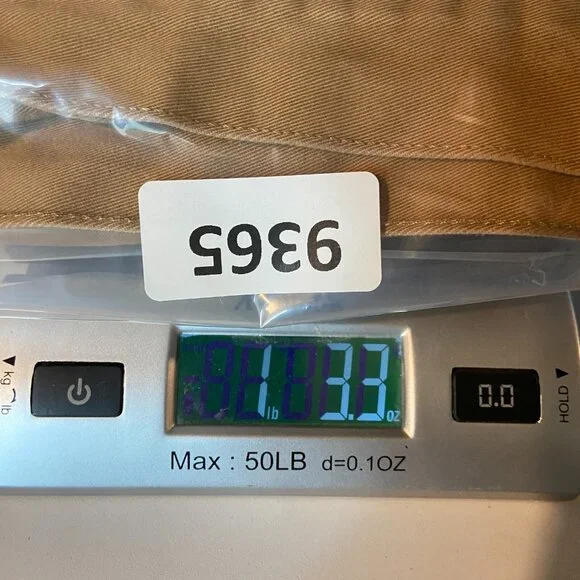 9365
1 lb 3.3 oz
kg
lb
0.0
HOLD
Max : 50LB d=0.1OZ